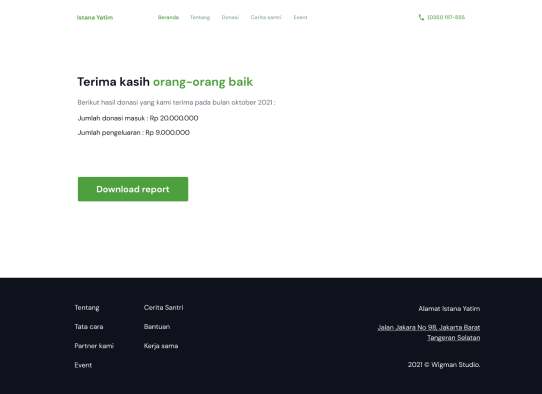 Istana Yatim
Beranda
Tentang
Donasi
Cerita santri
Event
Terima kasih orang-orang baik
Berikut hasil donasi yang kami terima pada bulan oktober 2021 :
Jumlah donasi masuk : Rp 20.000.000
Jumlah pengeluaran : Rp 9.000.000
Download report
Tentang
Cerita Santri
Alamat Istana Yatim
Tata cara
Bantuan
Jalan Jakara No 98, Jakarta Barat
Tangeran Selatan
Partner kami
Kerja sama
Event
2021 © Wigman Studio.